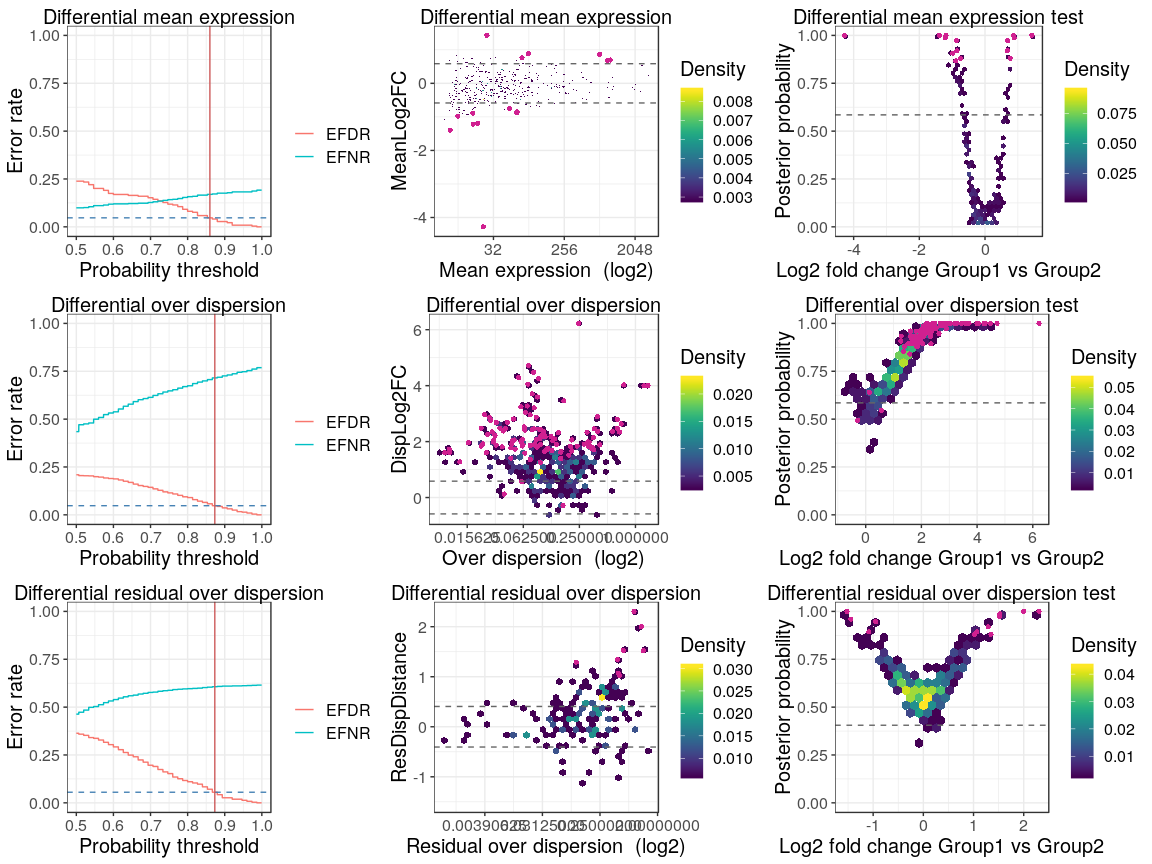 Differential mean expression
Error rate
1.00
0.75
0.50
0.25
0.00
0.5 0.6 0.7 0.8 0.9 1.0
Probability threshold
EFDR
EFNR
Differential mean expression
MeanLog2FC
0
-2
-4
32 256 2048
Mean expression (log2)
Density
0.008
0.007
0.006
0.005
0.004
0.003
Differential mean expression test
Posterior probability
1.00
0.75
0.50
0.25
0.00
-4 -2 0
Log2 fold change Group1 vs Group2
Density
0.075
0.050
0.025
Differential over dispersion
Error rate
1.00
0.75
0.50
0.25
0.00
0.5 0.6 0.7 0.8 0.9 1.0
Probability threshold
EFDR
EFNR
Differential over dispersion
DispLog2FC
6
4
2
0
0.015625 0.062500 0.250000 1.000000
Over dispersion (log2)
Density
0.020
0.015
0.010
0.005
Differential over dispersion test
Posterior probability
1.00
0.75
0.50
0.25
0.00
0 2 4 6
Log2 fold change Group1 vs Group2
Density
0.05
0.04
0.03
0.02
0.01
Differential residual over dispersion
Error rate
1.00
0.75
0.50
0.25
0.00
0.5 0.6 0.7 0.8 0.9 1.0
Probability threshold
EFDR
EFNR
Differential residual over dispersion
ResDispDistance
2
1
0
-1
Residual over dispersion (log2)
Density
0.030
0.025
0.020
0.015
0.010
Differential residual over dispersion test
Posterior probability
1.00
0.75
0.50
0.25
0.00
-1 0 1 2
Log2 fold change Group1 vs Group2
Density
0.04
0.03
0.02
0.01